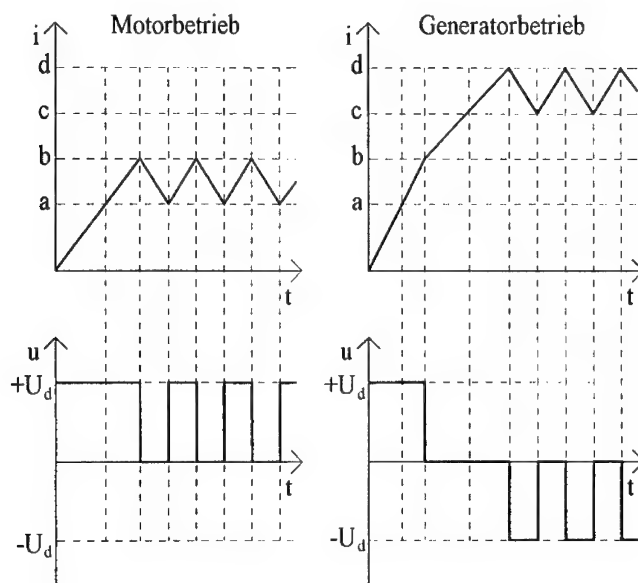 Motorbetrieb
i
d
c
b
a
t
u
+U_d
t
-U_d
Generatorbetrieb
i
d
c
b
a
t
u
+U_d
t
-U_d